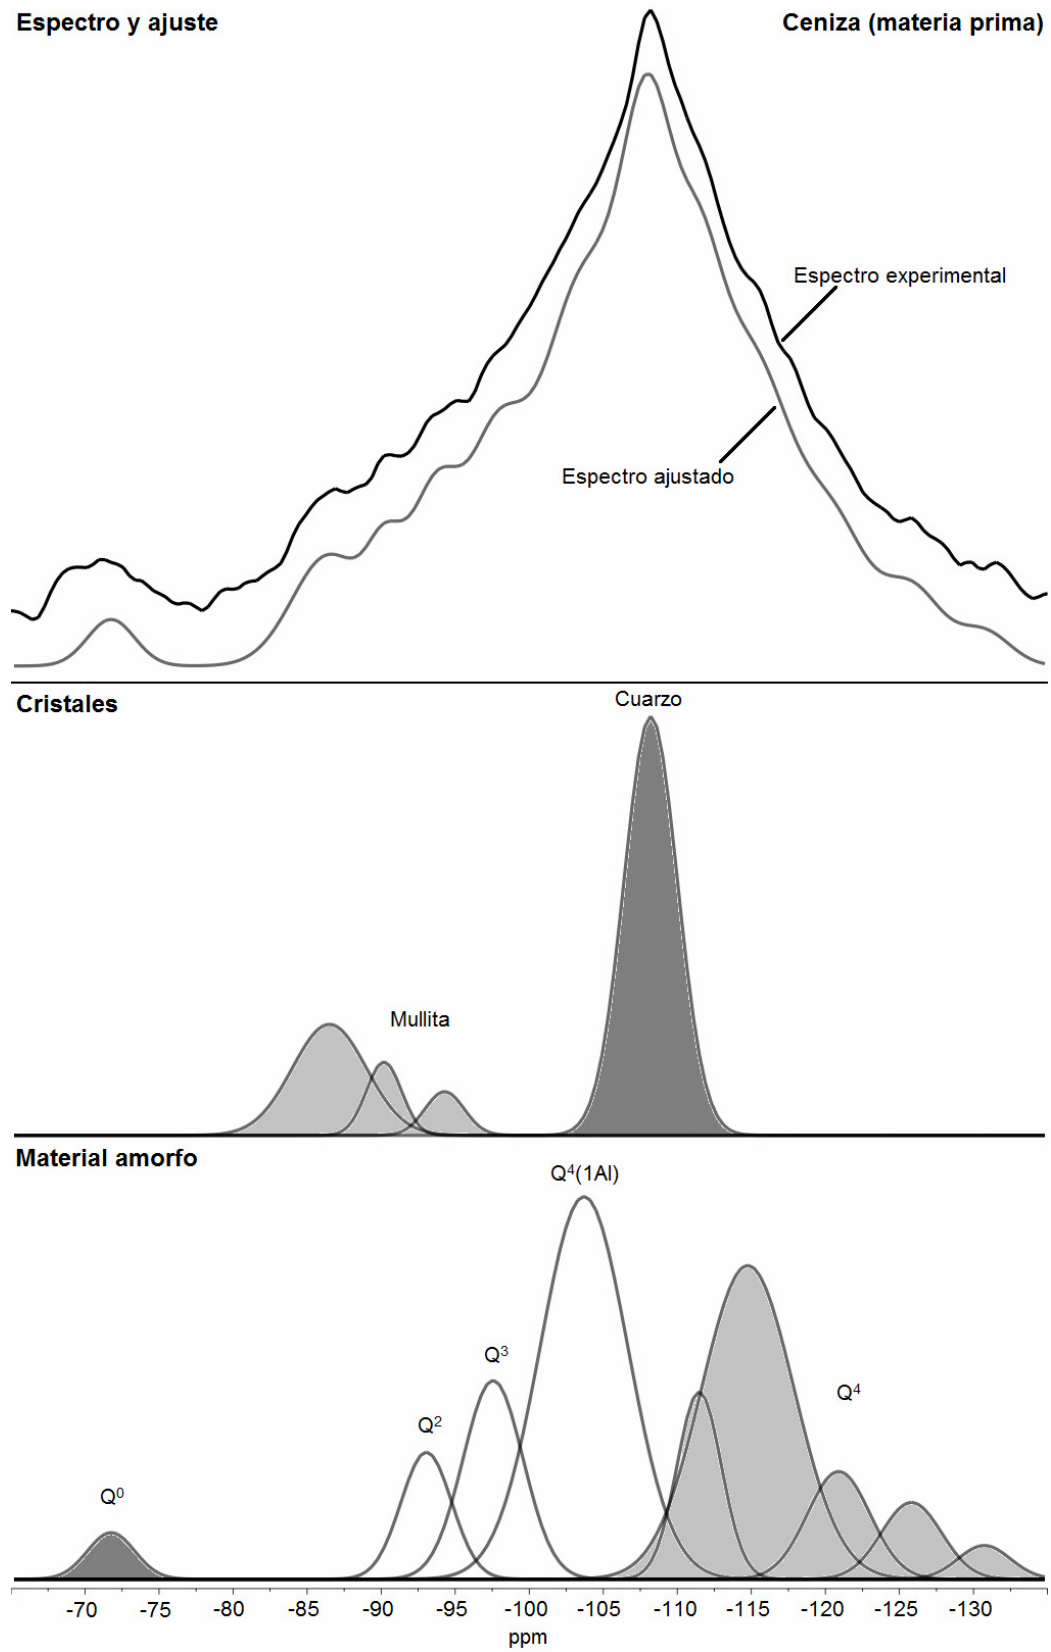 Espectro y ajuste
Ceniza (materia prima)
Espectro experimental
Espectro ajustado
Cristales
Cuarzo
Mullita
Material amorfo
Q⁴(1Al)
Q³
Q²
Q⁴
Q⁰
-70 -75 -80 -85 -90 -95 -100 -105 -110 -115 -120 -125 -130
ppm